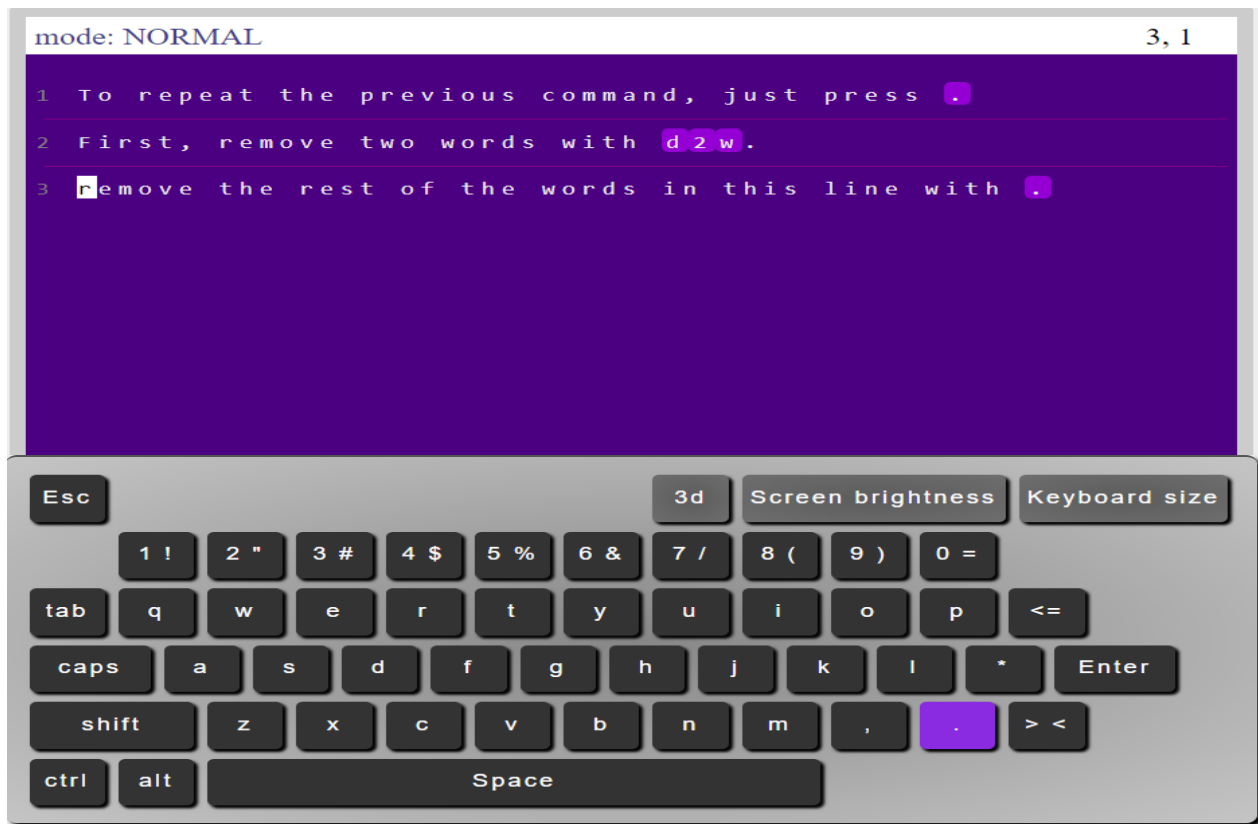 mode: NORMAL 3, 1
1 To repeat the previous command, just press .
2 First, remove two words with d2w.
3 remove the rest of the words in this line with .
Esc 3d Screen brightness Keyboard size
1 ! 2 " 3 # 4 $ 5 % 6 & 7 / 8 ( 9 ) 0 =
tab q w e r t y u i o p <=
caps a s d f g h j k l * Enter
shift z x c v b n m , . > <
ctrl alt Space